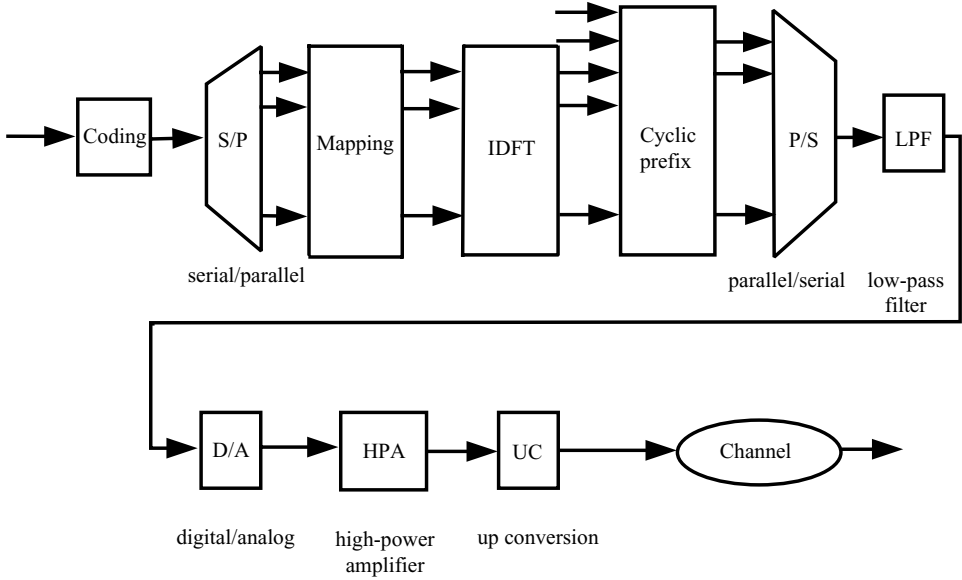 Coding
S/P
Mapping
IDFT
Cyclic
prefix
P/S
LPF
serial/parallel
parallel/serial
low-pass
filter
D/A
HPA
UC
Channel
digital/analog
high-power
amplifier
up conversion